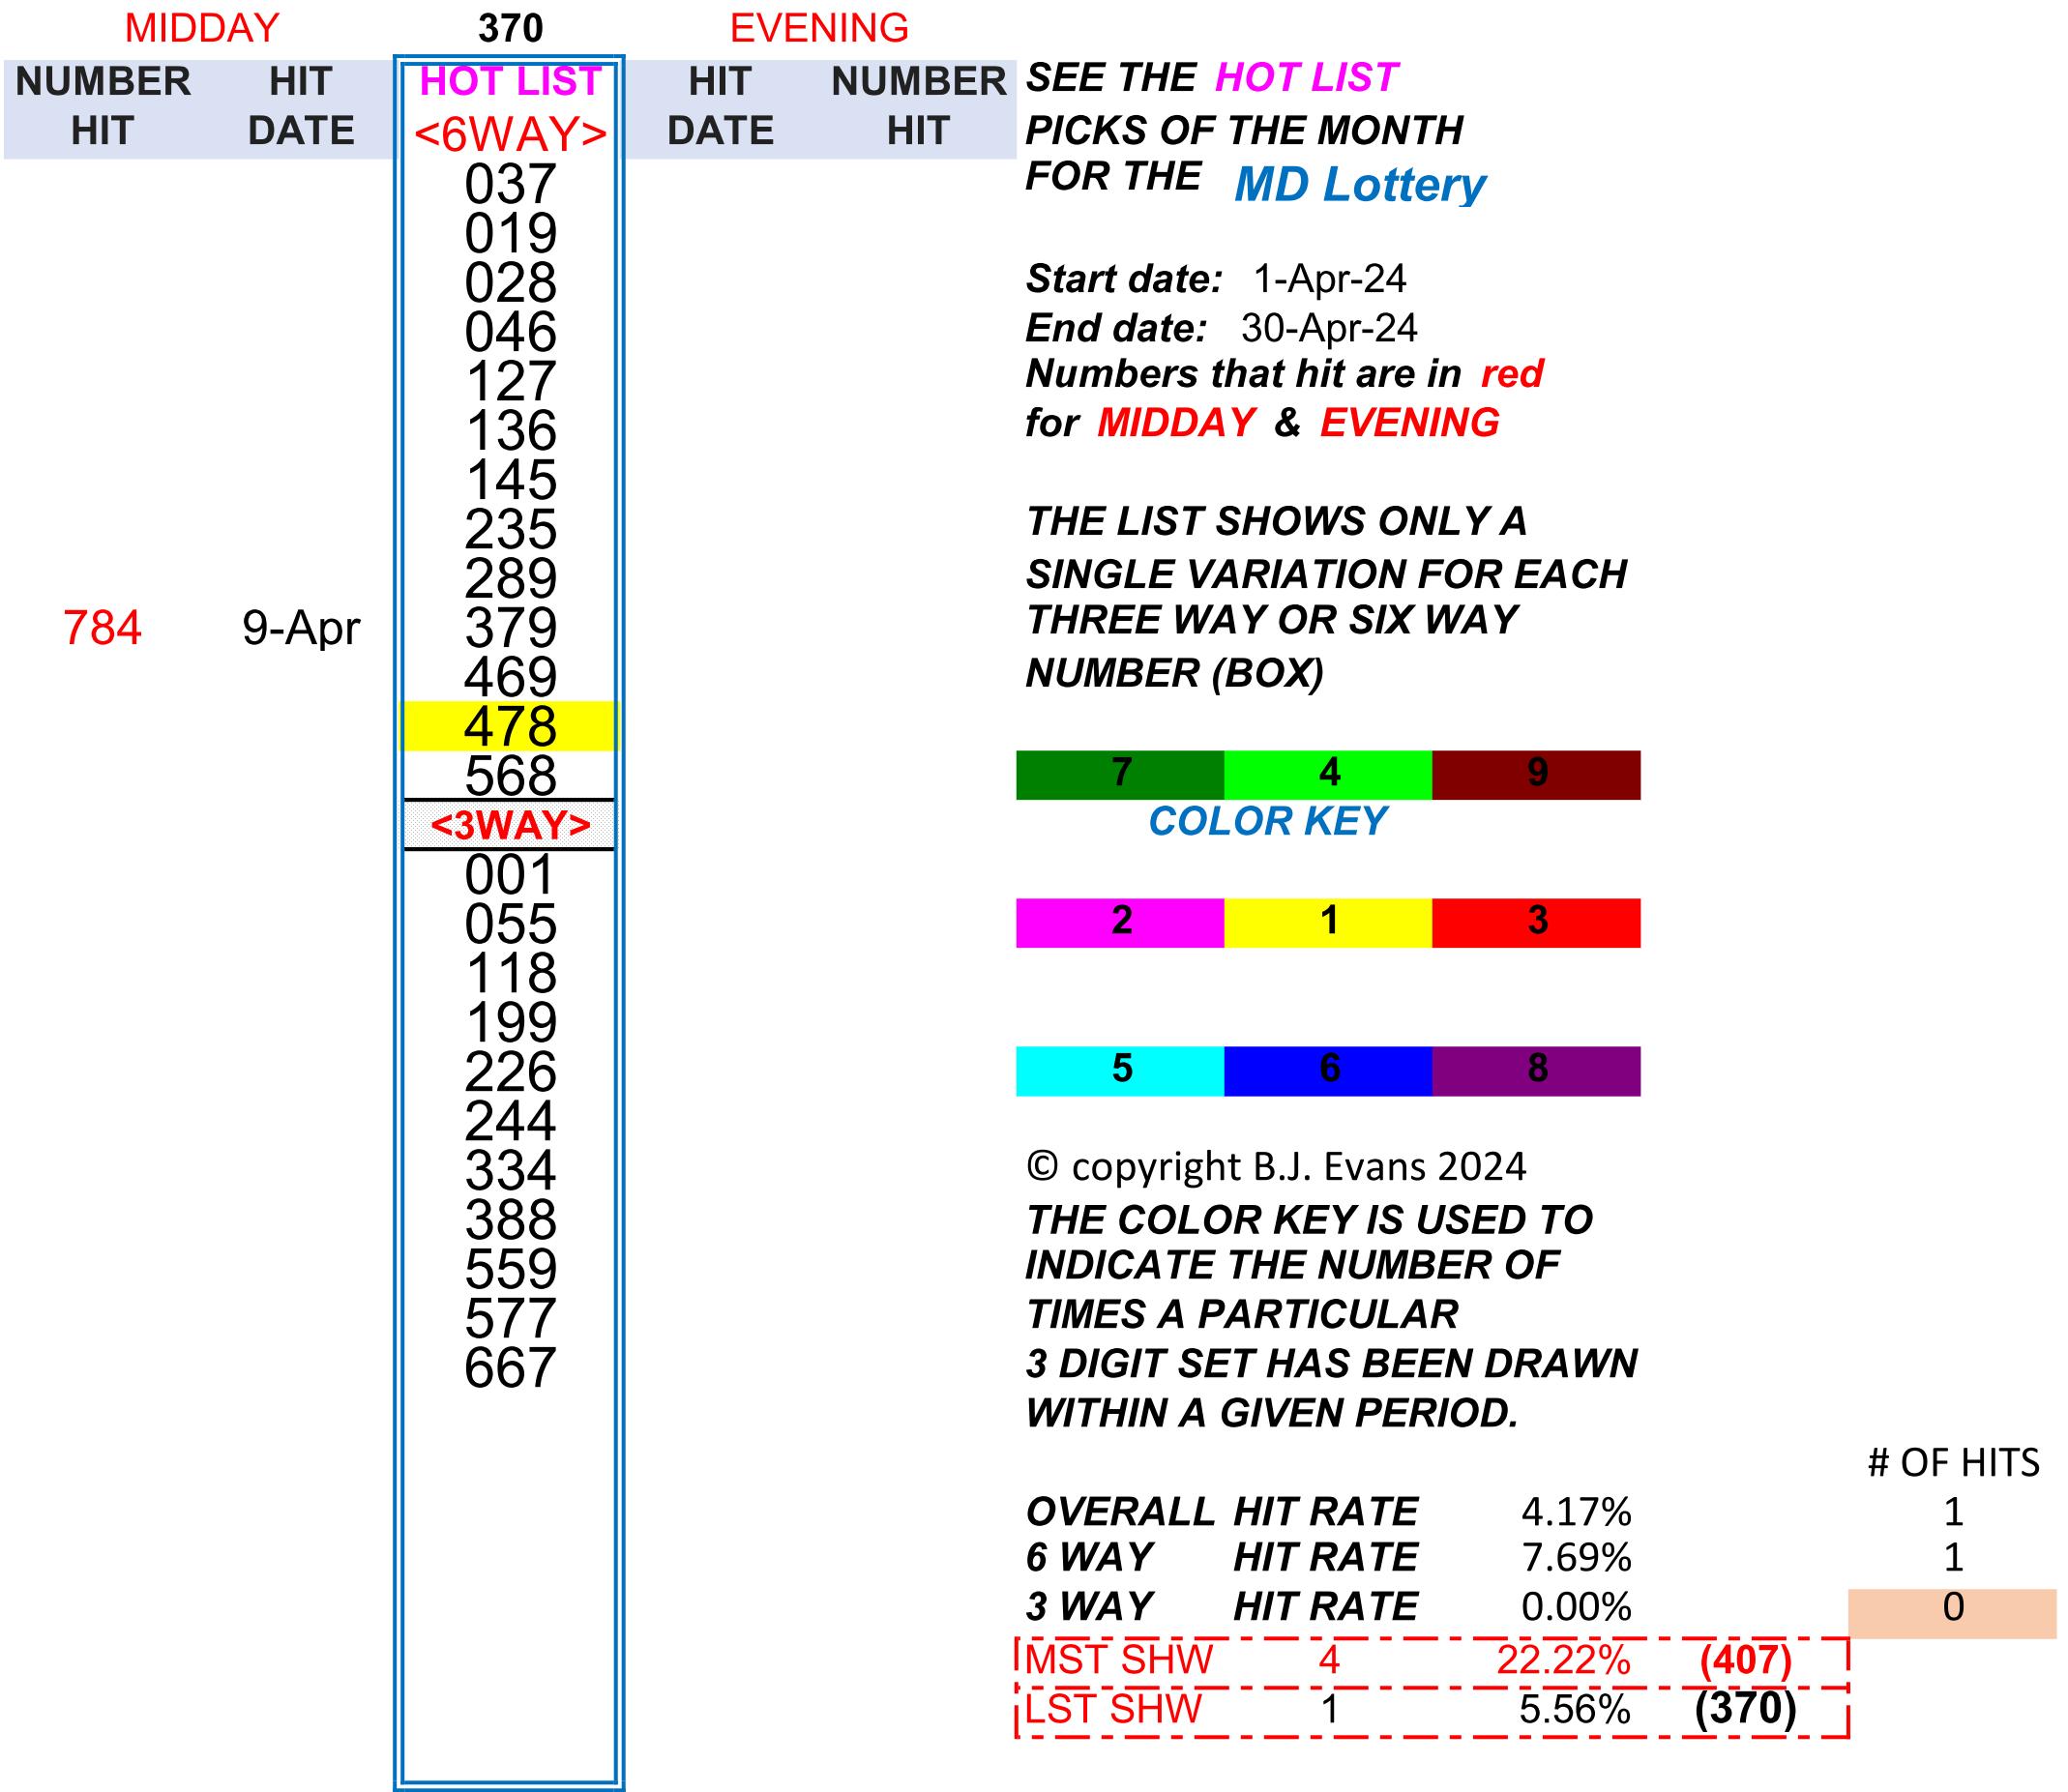 MIDDAY 370 EVENING
NUMBER HIT HOT LIST HIT NUMBER
HIT DATE <6WAY> DATE HIT
037
019
028
046
127
136
145
235
289
784 9-Apr 379
469
478
568
<3WAY>
001
055
118
199
226
244
334
388
559
577
667
SEE THE HOT LIST
PICKS OF THE MONTH
FOR THE MD Lottery
Start date: 1-Apr-24
End date: 30-Apr-24
Numbers that hit are in red
for MIDDAY & EVENING
THE LIST SHOWS ONLY A
SINGLE VARIATION FOR EACH
THREE WAY OR SIX WAY
NUMBER (BOX)
7 4 9
COLOR KEY
2 1 3
5 6 8
© copyright B.J. Evans 2024
THE COLOR KEY IS USED TO
INDICATE THE NUMBER OF
TIMES A PARTICULAR
3 DIGIT SET HAS BEEN DRAWN
WITHIN A GIVEN PERIOD.
# OF HITS
OVERALL HIT RATE 4.17% 1
6 WAY HIT RATE 7.69% 1
3 WAY HIT RATE 0.00% 0
MST SHW 4 22.22% (407)
LST SHW 1 5.56% (370)